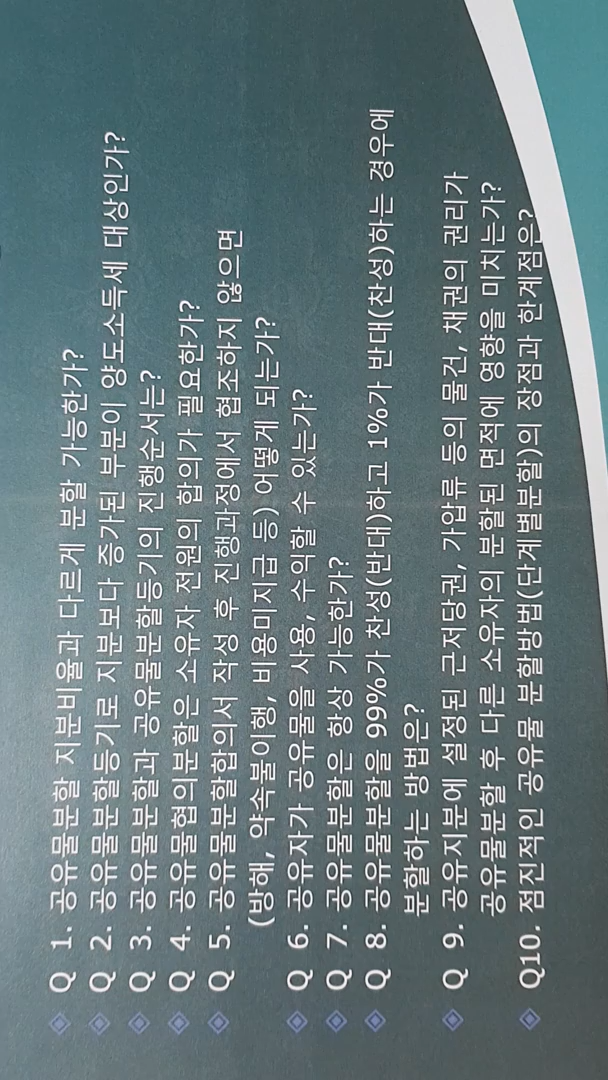 ◈ Q 1. 공유물분할 지분비율과 다르게 분할 가능한가?
◈ Q 2. 공유물분할등기로 지분보다 증가된 부분이 양도소득세 대상인가?
◈ Q 3. 공유물분할과 공유물분할등기의 진행순서는?
◈ Q 4. 공유물협의분할은 소유자 전원의 합의가 필요한가?
◈ Q 5. 공유물분할합의서 작성 후 진행과정에서 협조하지 않으면
(방해, 약속불이행, 비용미지급 등) 어떻게 되는가?
◈ Q 6. 공유자가 공유물을 사용, 수익할 수 있는가?
◈ Q 7. 공유물분할은 항상 가능한가?
◈ Q 8. 공유물분할을 99%가 찬성(반대)하고 1%가 반대(찬성)하는 경우에
분할하는 방법은?
◈ Q 9. 공유지분에 설정된 근저당권, 가압류 등의 물건, 채권의 권리가
공유물분할 후 다른 소유자의 분할된 면적에 영향을 미치는가?
◈ Q10. 점진적인 공유물 분할방법(단계별분할)의 장점과 한계점은?